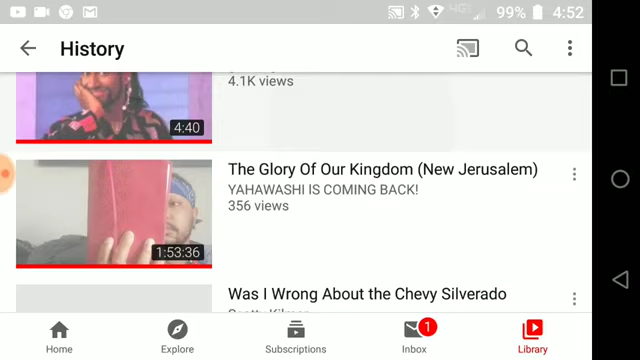 99% 4:52
History
4.1K views
4:40
The Glory Of Our Kingdom (New Jerusalem)
YAHAWASHI IS COMING BACK!
356 views
1:53:36
Was I Wrong About the Chevy Silverado
1
Home Explore Subscriptions Inbox Library